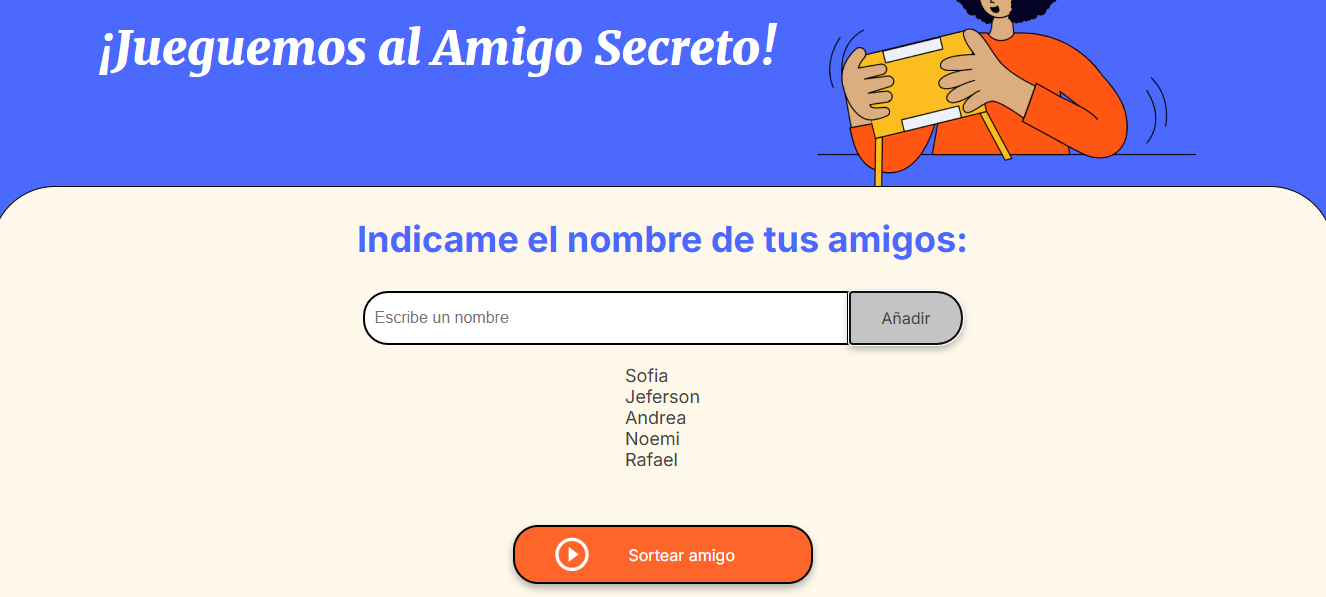 ¡Jueguemos al Amigo Secreto!
Indicame el nombre de tus amigos:
Escribe un nombre
Añadir
Sofia
Jeferson
Andrea
Noemi
Rafael
Sortear amigo